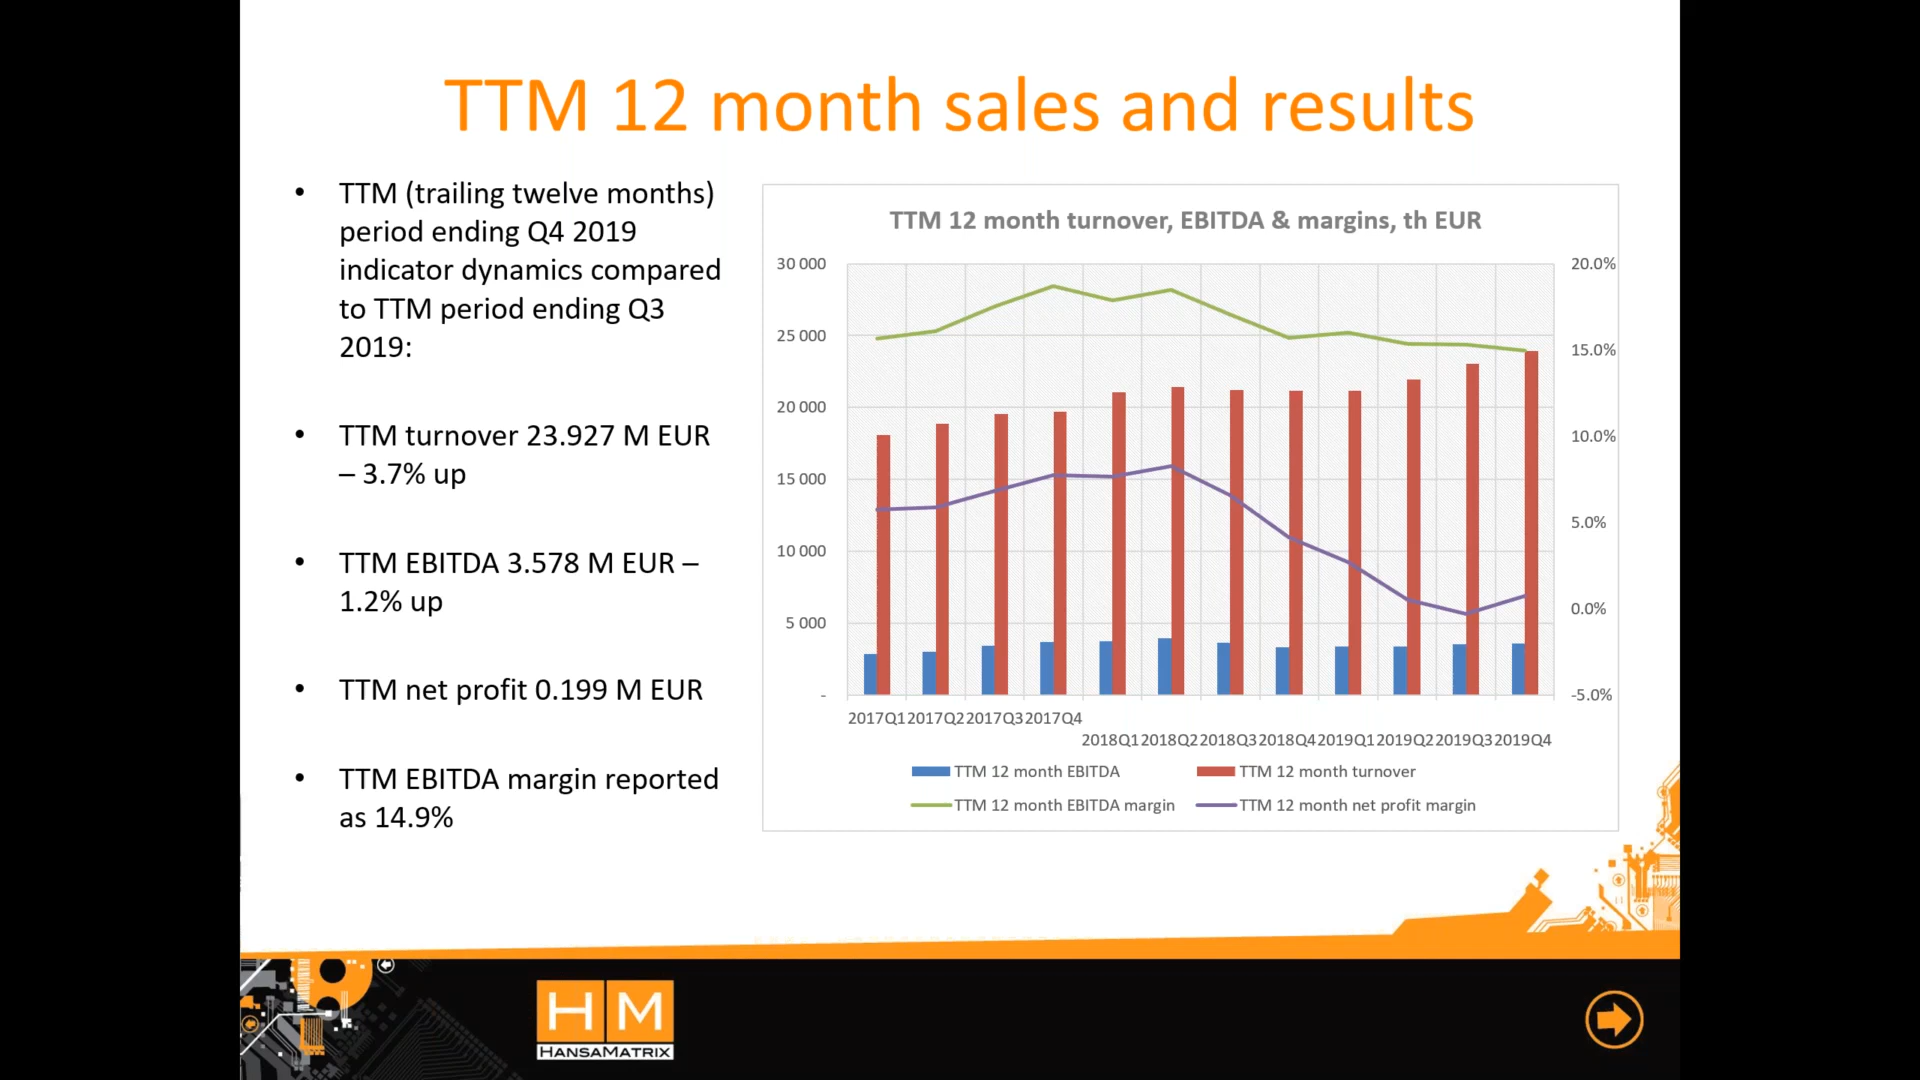 TTM 12 month sales and results
• TTM (trailing twelve months)
period ending Q4 2019
indicator dynamics compared
to TTM period ending Q3
2019:
• TTM turnover 23.927 M EUR
– 3.7% up
• TTM EBITDA 3.578 M EUR –
1.2% up
• TTM net profit 0.199 M EUR
• TTM EBITDA margin reported
as 14.9%
TTM 12 month turnover, EBITDA & margins, th EUR
30 000
25 000
20 000
15 000
10 000
5 000
-
20.0%
15.0%
10.0%
5.0%
0.0%
-5.0%
2017Q1 2017Q2 2017Q3 2017Q4
2018Q1 2018Q2 2018Q3 2018Q4 2019Q1 2019Q2 2019Q3 2019Q4
TTM 12 month EBITDA
TTM 12 month turnover
TTM 12 month EBITDA margin
TTM 12 month net profit margin
HM
HANSAMATRIX